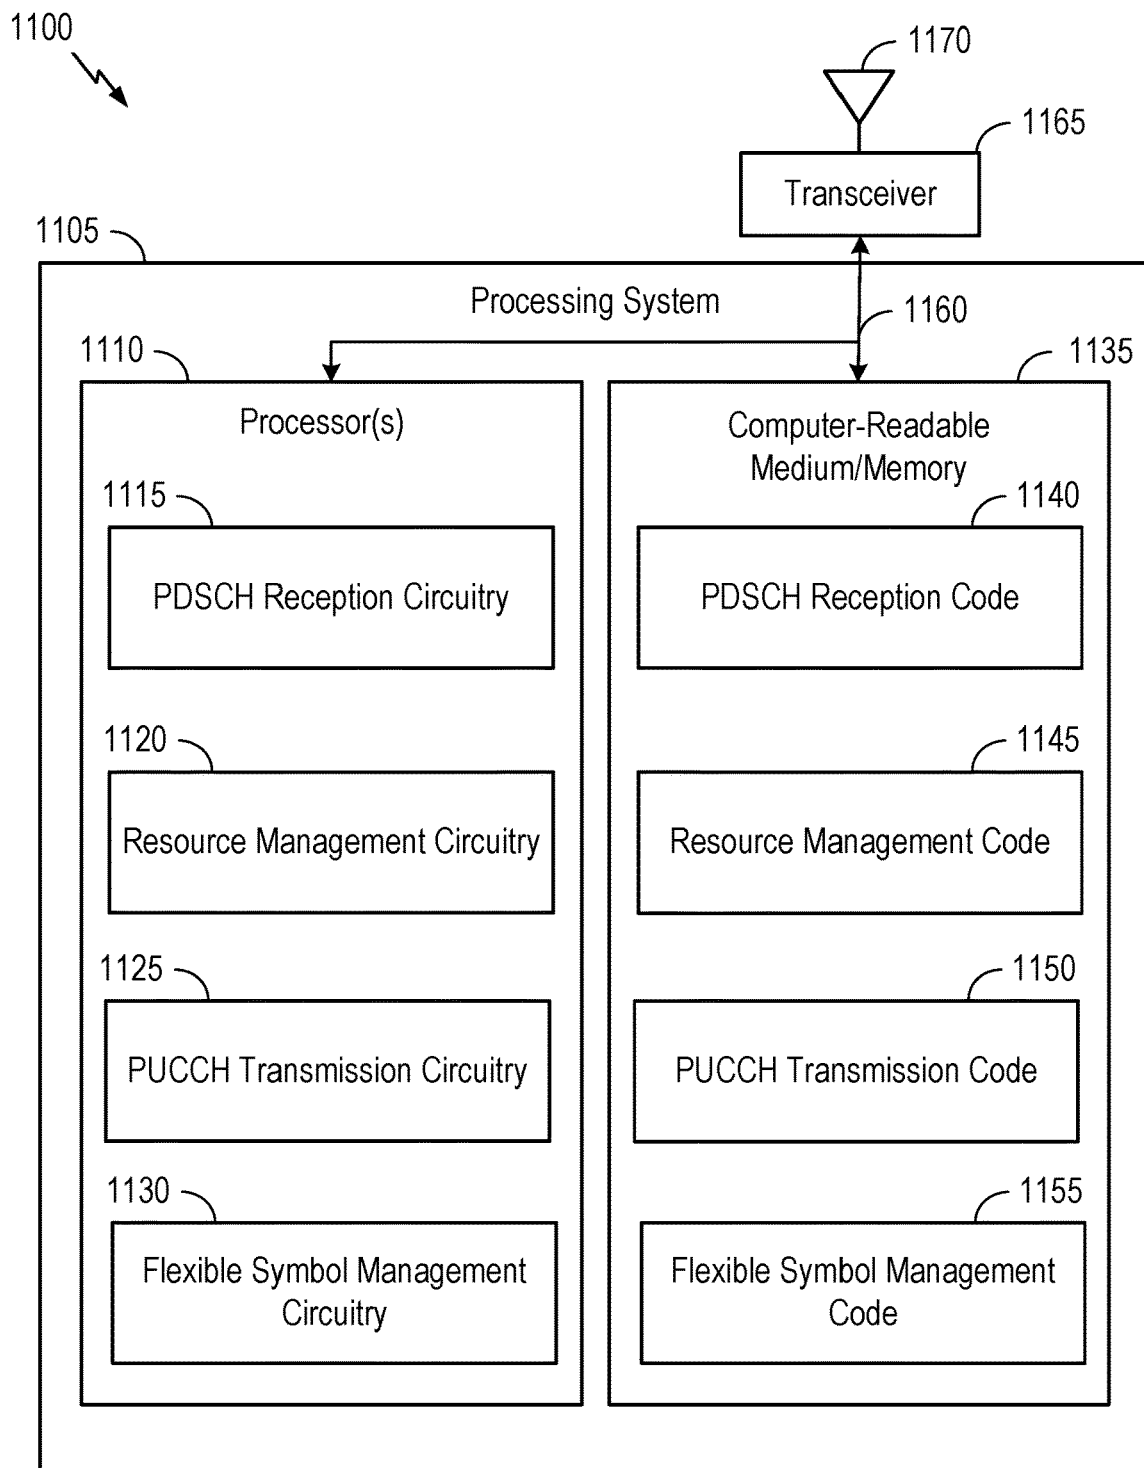 1100
1170
1165
Transceiver
1105
Processing System
1160
1110
1135
Processor(s)
Computer-Readable
Medium/Memory
1115
1140
PDSCH Reception Circuitry
PDSCH Reception Code
1120
1145
Resource Management Circuitry
Resource Management Code
1125
1150
PUCCH Transmission Circuitry
PUCCH Transmission Code
1130
1155
Flexible Symbol Management
Circuitry
Flexible Symbol Management
Code